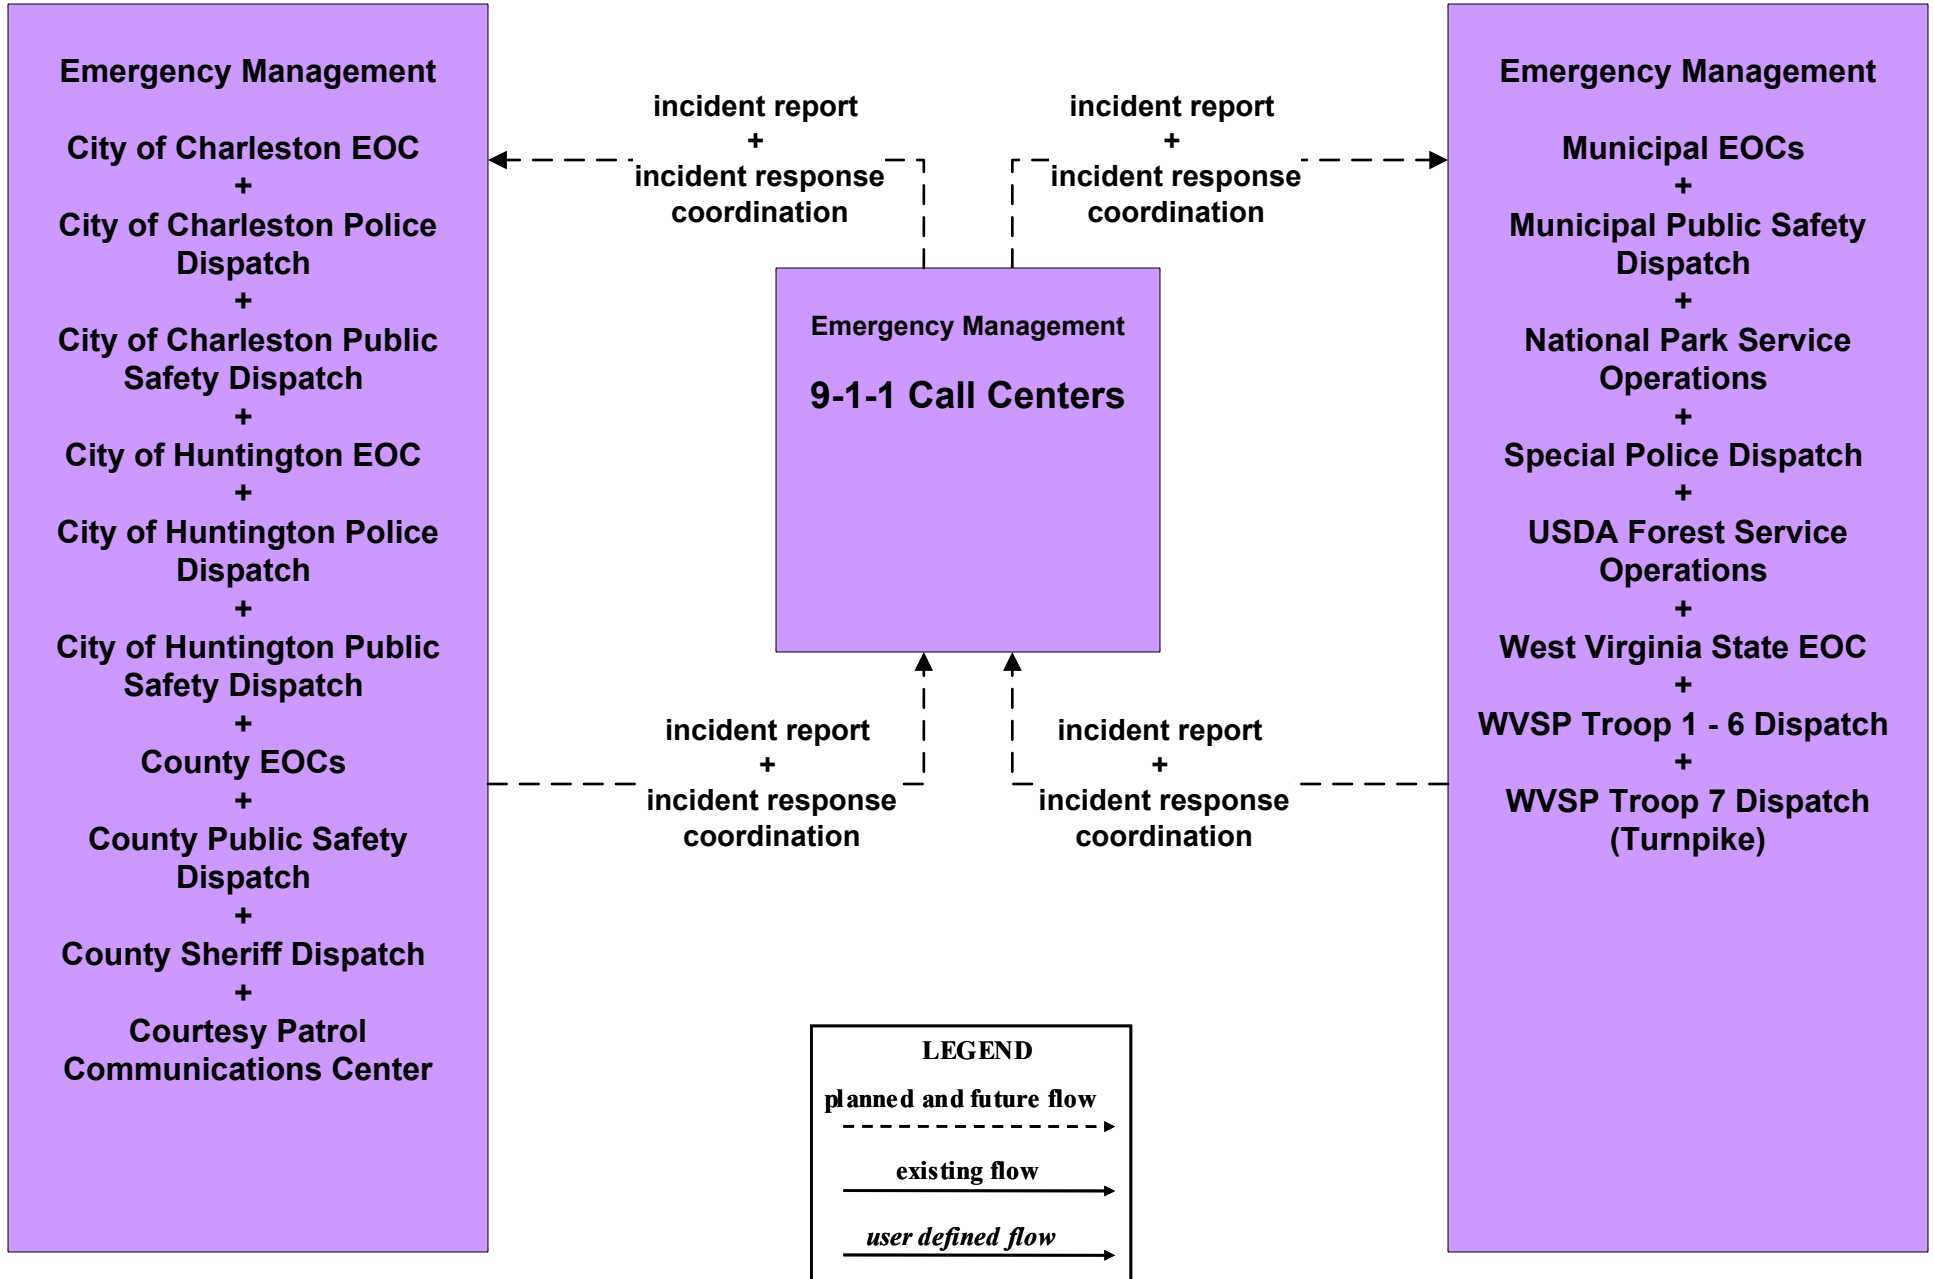 Emergency Management
City of Charleston EOC
+
City of Charleston Police
Dispatch
+
City of Charleston Public
Safety Dispatch
+
City of Huntington EOC
+
City of Huntington Police
Dispatch
+
City of Huntington Public
Safety Dispatch
+
County EOCs
+
County Public Safety
Dispatch
+
County Sheriff Dispatch
+
Courtesy Patrol
Communications Center
incident report
+
incident response
coordination
incident report
+
incident response
coordination
Emergency Management
9-1-1 Call Centers
incident report
+
incident response
coordination
incident report
+
incident response
coordination
LEGEND
planned and future flow
existing flow
user defined flow
Emergency Management
Municipal EOCs
+
Municipal Public Safety
Dispatch
+
National Park Service
Operations
+
Special Police Dispatch
+
USDA Forest Service
Operations
+
West Virginia State EOC
+
WVSP Troop 1 - 6 Dispatch
+
WVSP Troop 7 Dispatch
(Turnpike)